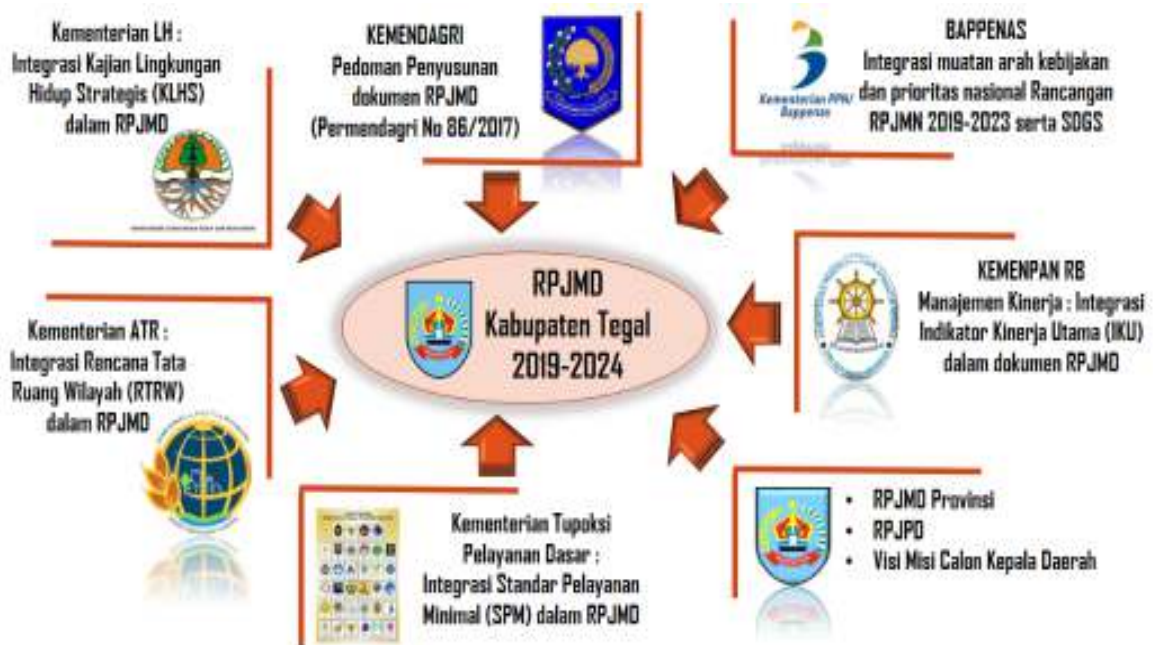 Kementerian LH :
Integrasi Kajian Lingkungan
Hidup Strategis (KLHS)
dalam RPJMD
KEMENDAGRI
Pedoman Penyusunan
dokumen RPJMD
(Permendagri No 86/2017)
Kementerian PPN/
Bappenas
BAPPENAS
Integrasi muatan arah kebijakan
dan prioritas nasional Rancangan
RPJMN 2019-2023 serta SDGS
Kementerian ATR :
Integrasi Rencana Tata
Ruang Wilayah (RTRW)
dalam RPJMD
RPJMD
Kabupaten Tegal
2019-2024
KEMENPAN RB
Manajemen Kinerja : Integrasi
Indikator Kinerja Utama (IKU)
dalam dokumen RPJMD
Kementerian Tupoksi
Pelayanan Dasar :
Integrasi Standar Pelayanan
Minimal (SPM) dalam RPJMD
• RPJMD Provinsi
• RPJPD
• Visi Misi Calon Kepala Daerah